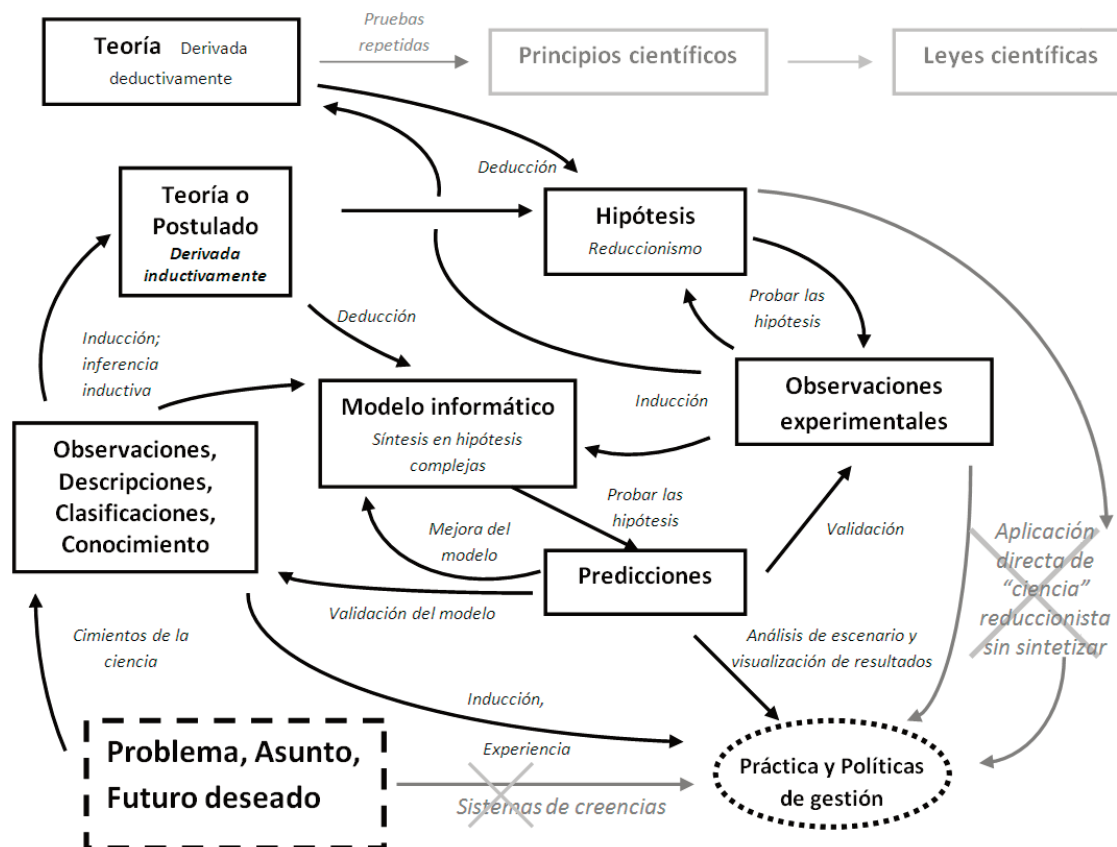 Teoría Derivada
deductivamente
Pruebas
repetidas
Principios científicos
Leyes científicas
Deducción
Teoría o
Postulado
Derivada
inductivamente
Hipótesis
Reduccionismo
Probar las
hipótesis
Deducción
Inducción;
inferencia
inductiva
Modelo informático
Síntesis en hipótesis
complejas
Inducción
Observaciones
experimentales
Observaciones,
Descripciones,
Clasificaciones,
Conocimiento
Probar las
hipótesis
Mejora del
modelo
Predicciones
Validación
Aplicación
directa de
“ciencia”
reduccionista
sin sintetizar
Validación del modelo
Cimientos de la
ciencia
Análisis de escenario y
visualización de resultados
Inducción,
Experiencia
Problema, Asunto,
Futuro deseado
Sistemas de creencias
Práctica y Políticas
de gestión